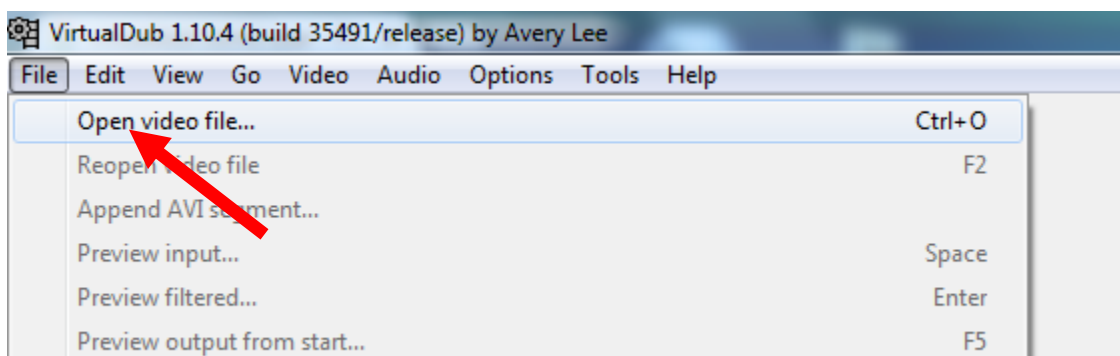 VirtualDub 1.10.4 (build 35491/release) by Avery Lee
File Edit View Go Video Audio Options Tools Help
Open video file... Ctrl+O
Reopen video file F2
Append AVI segment... 
Preview input... Space
Preview filtered... Enter
Preview output from start... F5